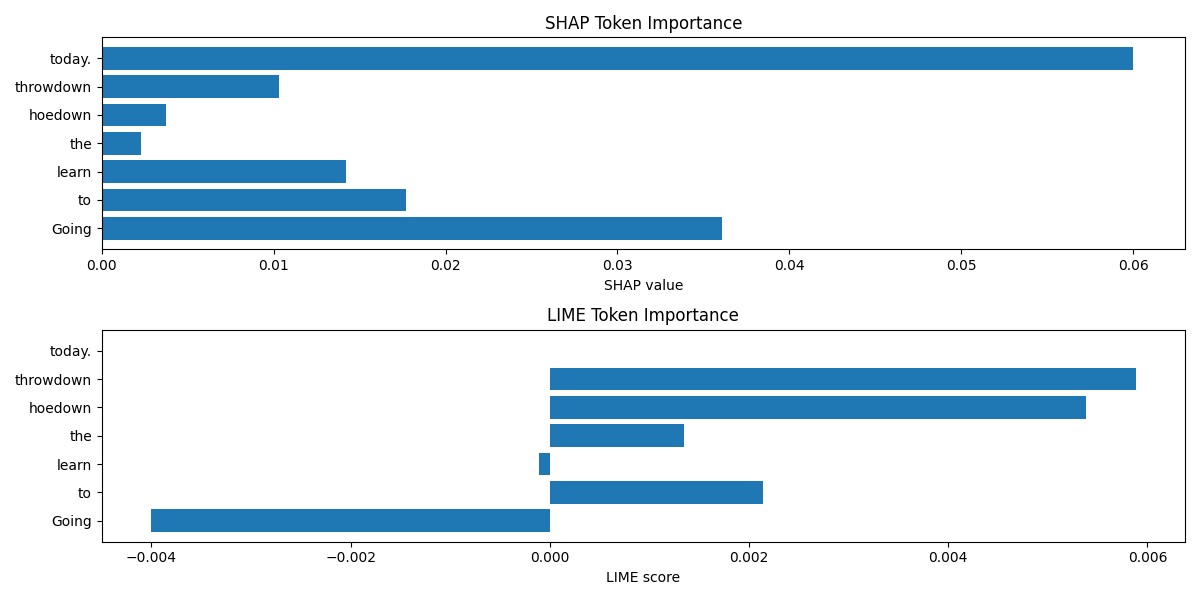 SHAP Token Importance
today.
throwdown
hoedown
the
learn
to
Going
0.00 0.01 0.02 0.03 0.04 0.05 0.06
SHAP value
LIME Token Importance
today.
throwdown
hoedown
the
learn
to
Going
−0.004 −0.002 0.000 0.002 0.004 0.006
LIME score